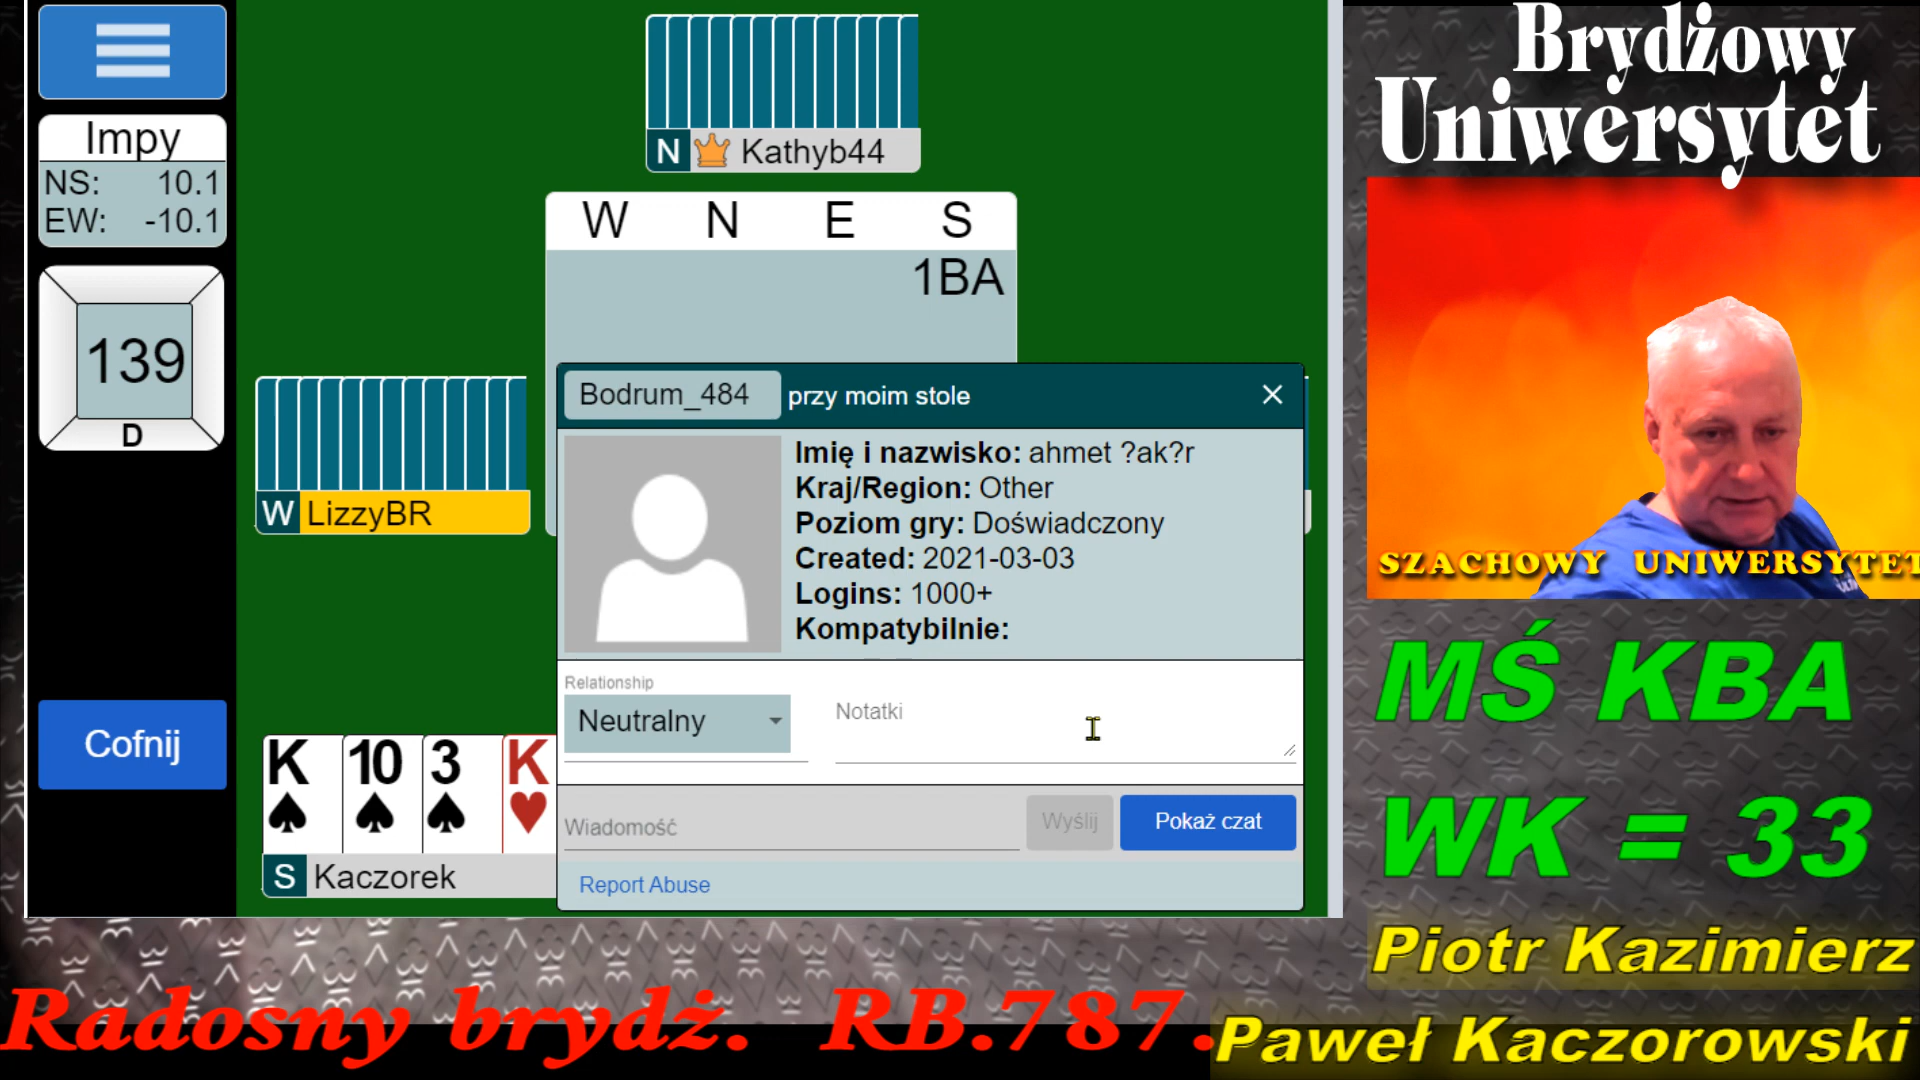 Impy
NS: 10.1
EW: -10.1
139
D
Cofnij
N Kathyb44
W N E S
1BA
W LizzyBR
Bodrum_484 przy moim stole
Imię i nazwisko: ahmet ?ak?r
Kraj/Region: Other
Poziom gry: Doświadczony
Created: 2021-03-03
Logins: 1000+
Kompatybilnie:
Relationship
Neutralny
Notatki
Wiadomość
Wyślij
Pokaż czat
Report Abuse
K 10 3 K
S Kaczorek
Brydżowy
Uniwersytet
SZACHOWY UNIWERSYTET
MŚ KBA
WK = 33
Piotr Kazimierz
Paweł Kaczorowski
Radosny brydż. RB.787.